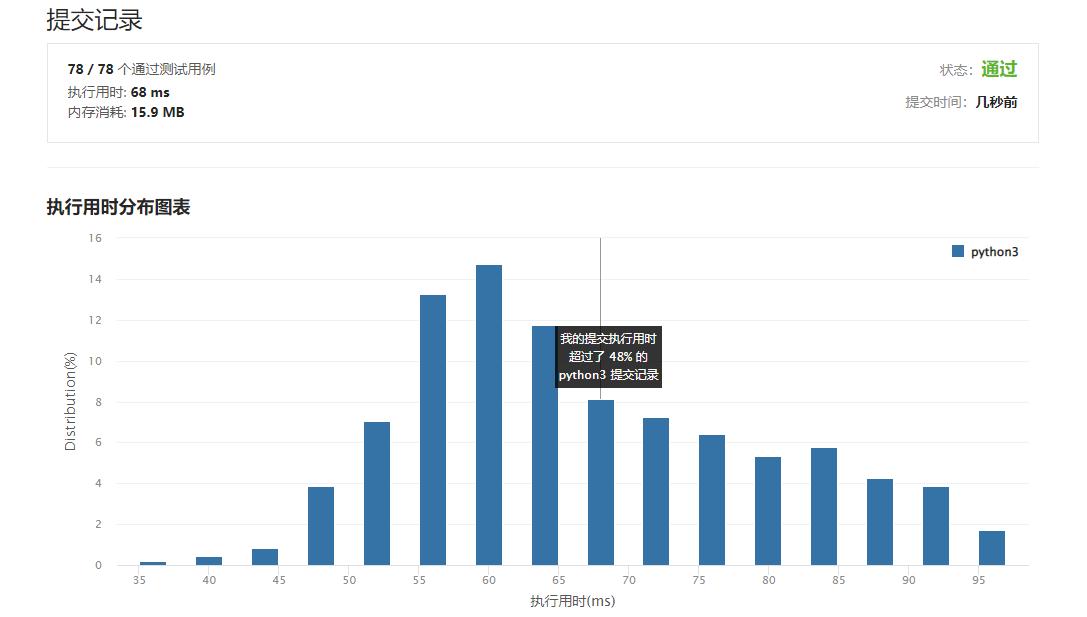 提交记录
78 / 78 个通过测试用例
状态：通过
执行用时: 68 ms
提交时间：几秒前
内存消耗: 15.9 MB
执行用时分布图表
python3
16
14
12
10
8
6
4
2
0
Distribution(%)
我的提交执行用时
超过了 48% 的
python3 提交记录
35 40 45 50 55 60 65 70 75 80 85 90 95
执行用时(ms)